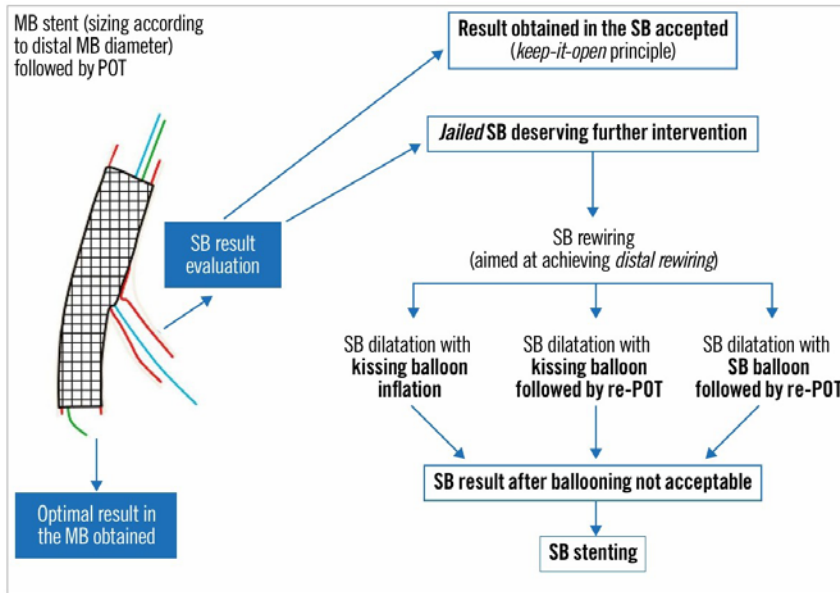 MB stent (sizing according
to distal MB diameter)
followed by POT
Result obtained in the SB accepted
(keep-it-open principle)
Jailed SB deserving further intervention
SB result
evaluation
SB rewiring
(aimed at achieving distal rewiring)
SB dilatation with
kissing balloon
inflation
SB dilatation with
kissing balloon
followed by re-POT
SB dilatation with
SB balloon
followed by re-POT
SB result after ballooning not acceptable
Optimal result in
the MB obtained
SB stenting